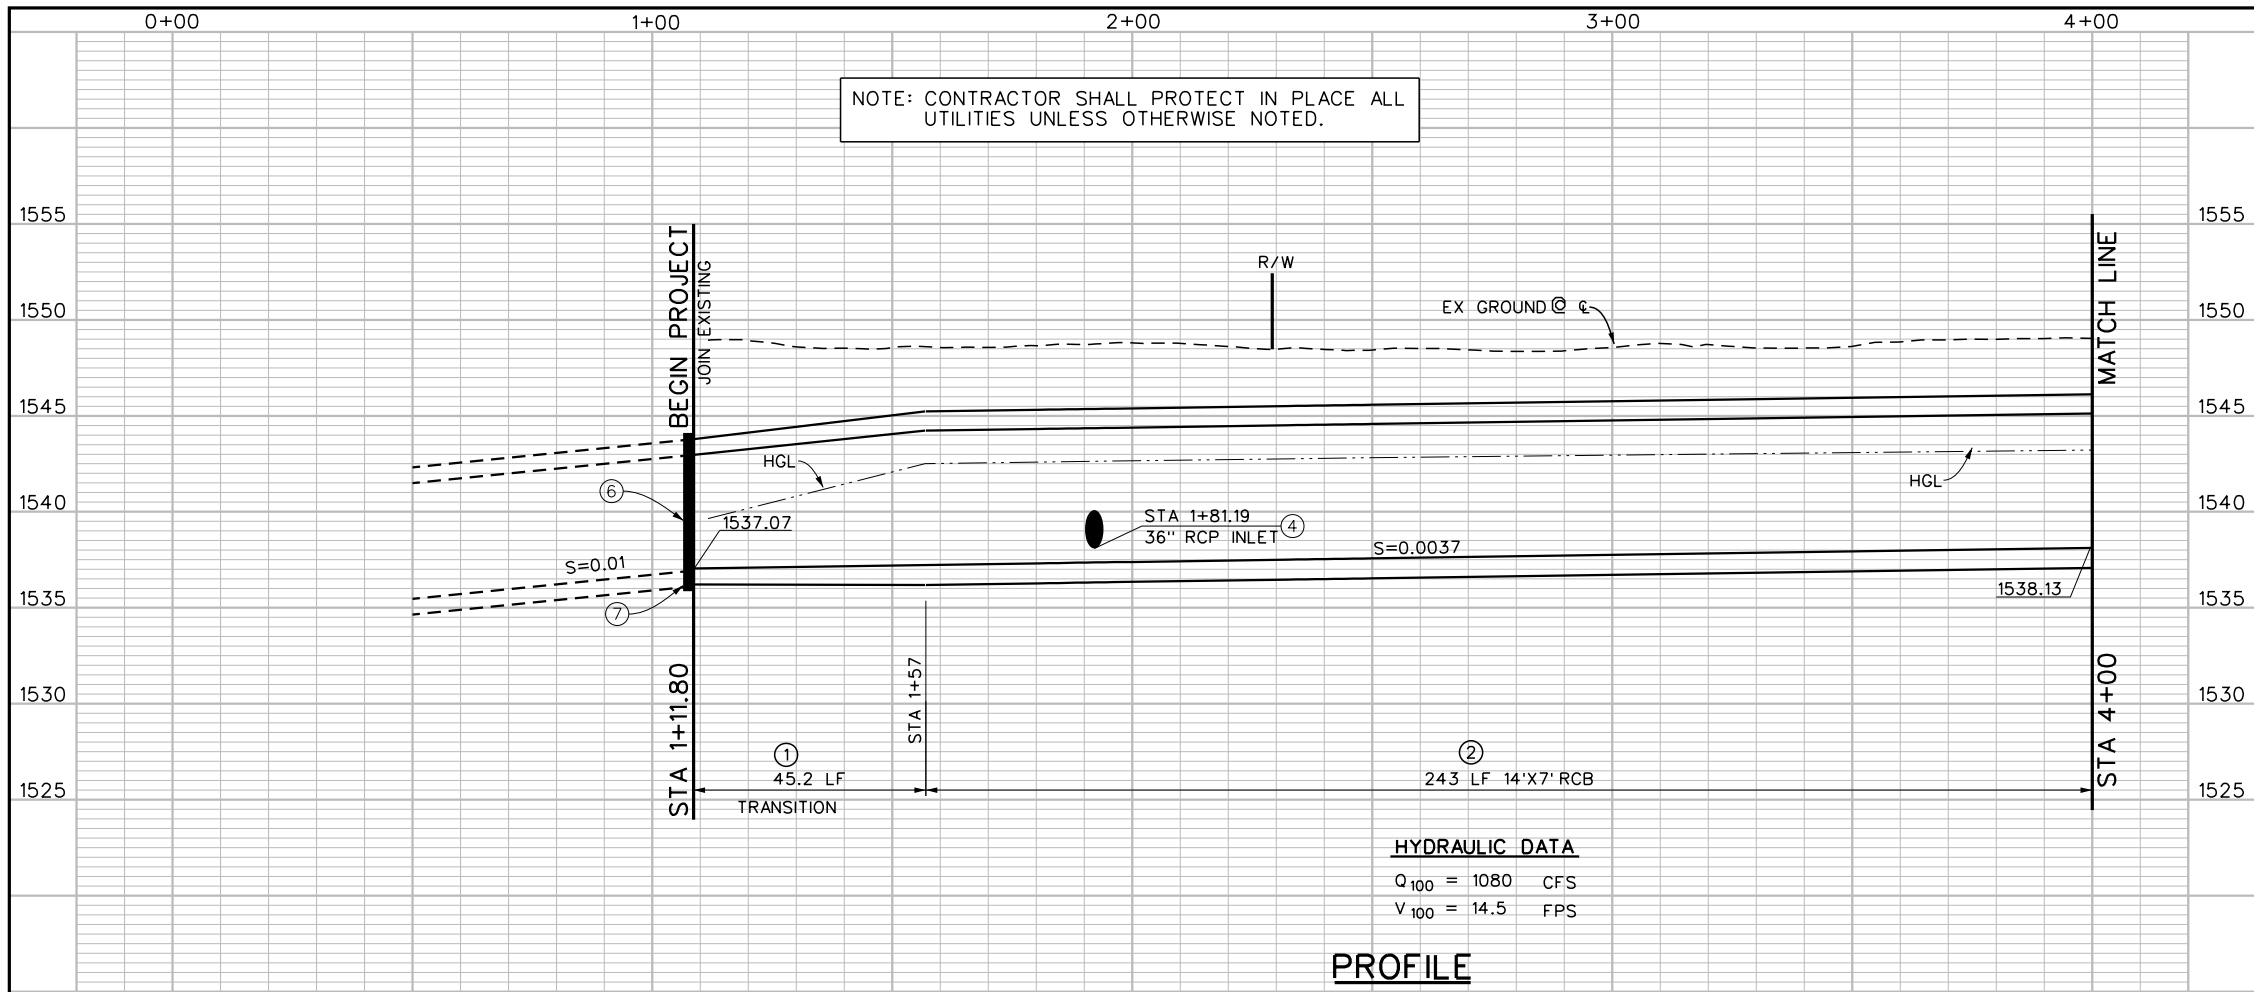 0+00 1+00 2+00 3+00 4+00
NOTE: CONTRACTOR SHALL PROTECT IN PLACE ALL
UTILITIES UNLESS OTHERWISE NOTED.
1555 1555
1550 1550
1545 1545
1540 1540
1535 1535
1530 1530
1525 1525
BEGIN PROJECT
JOIN EXISTING
STA 1+11.80
R/W
EX GROUND @ ℄
MATCH LINE
STA 4+00
HGL
HGL
6
1537.07
STA 1+81.19
36" RCP INLET
4
S=0.01
S=0.0037
7
1538.13
STA 1+57
1
45.2 LF
TRANSITION
2
243 LF 14'X7' RCB
HYDRAULIC DATA
Q100 = 1080 CFS
V100 = 14.5 FPS
PROFILE